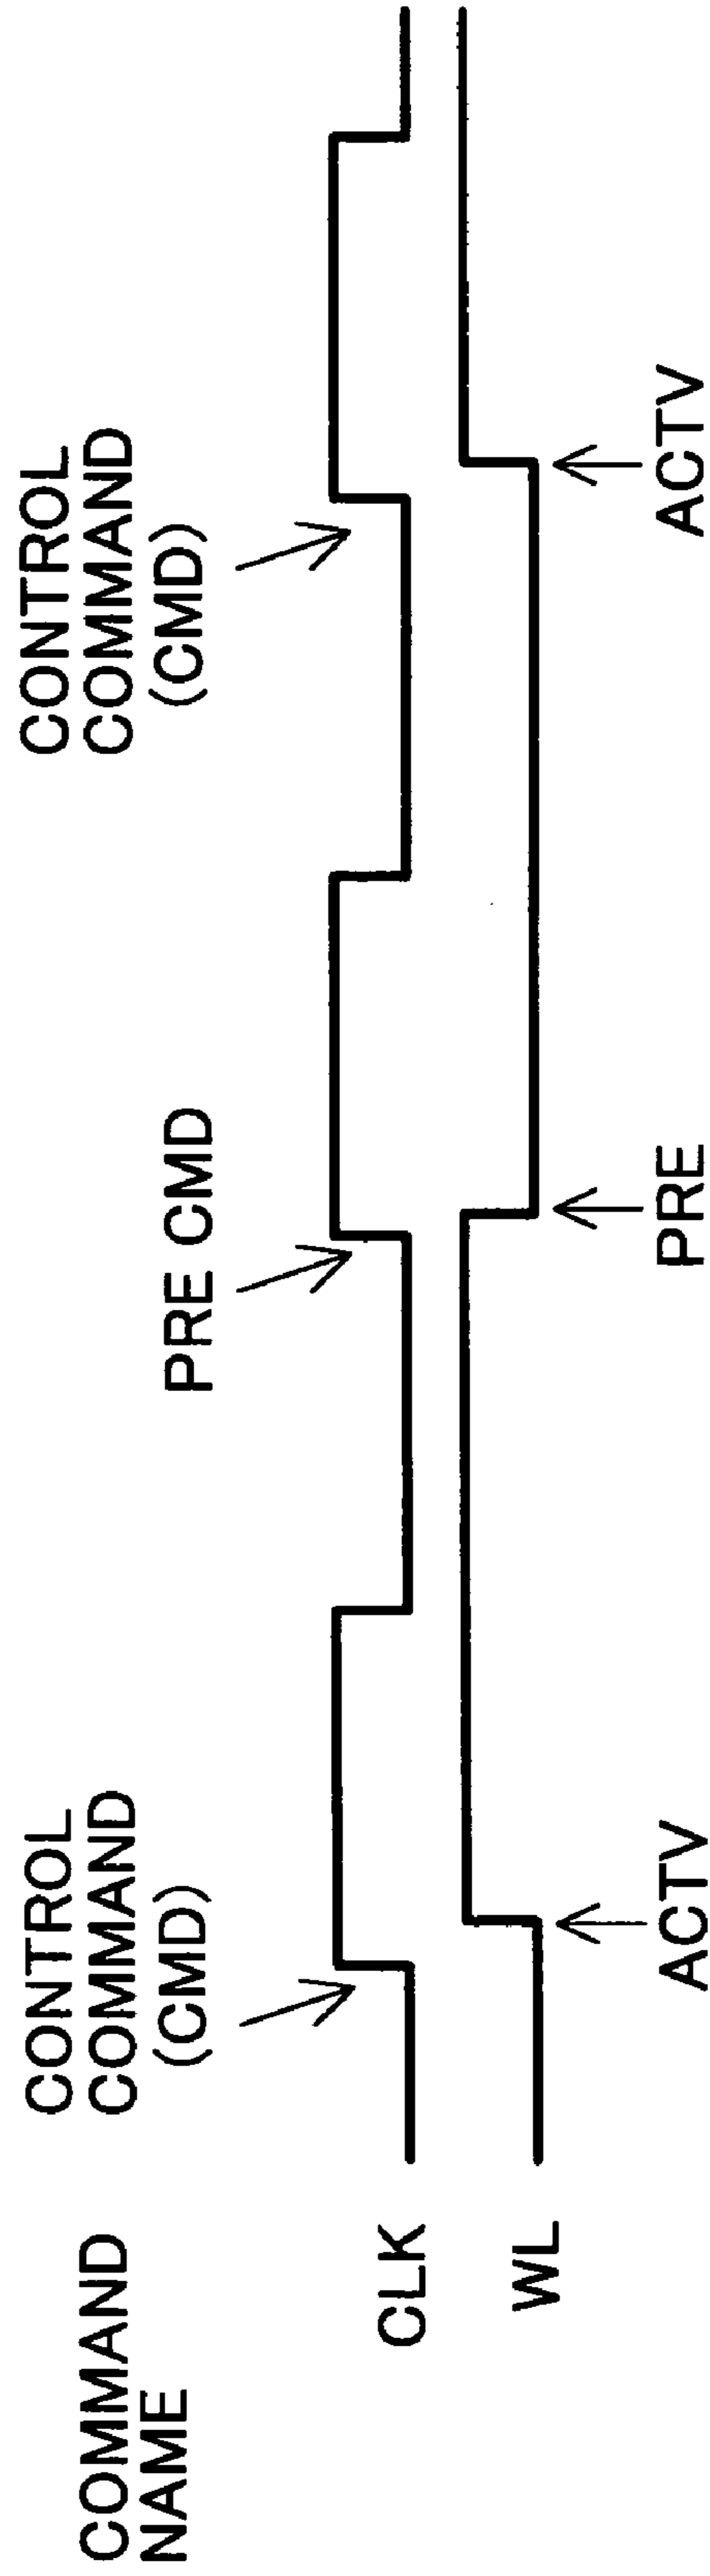 COMMAND
NAME
CONTROL
COMMAND
(CMD)
PRE CMD
CONTROL
COMMAND
(CMD)
CLK
WL
ACTV
PRE
ACTV